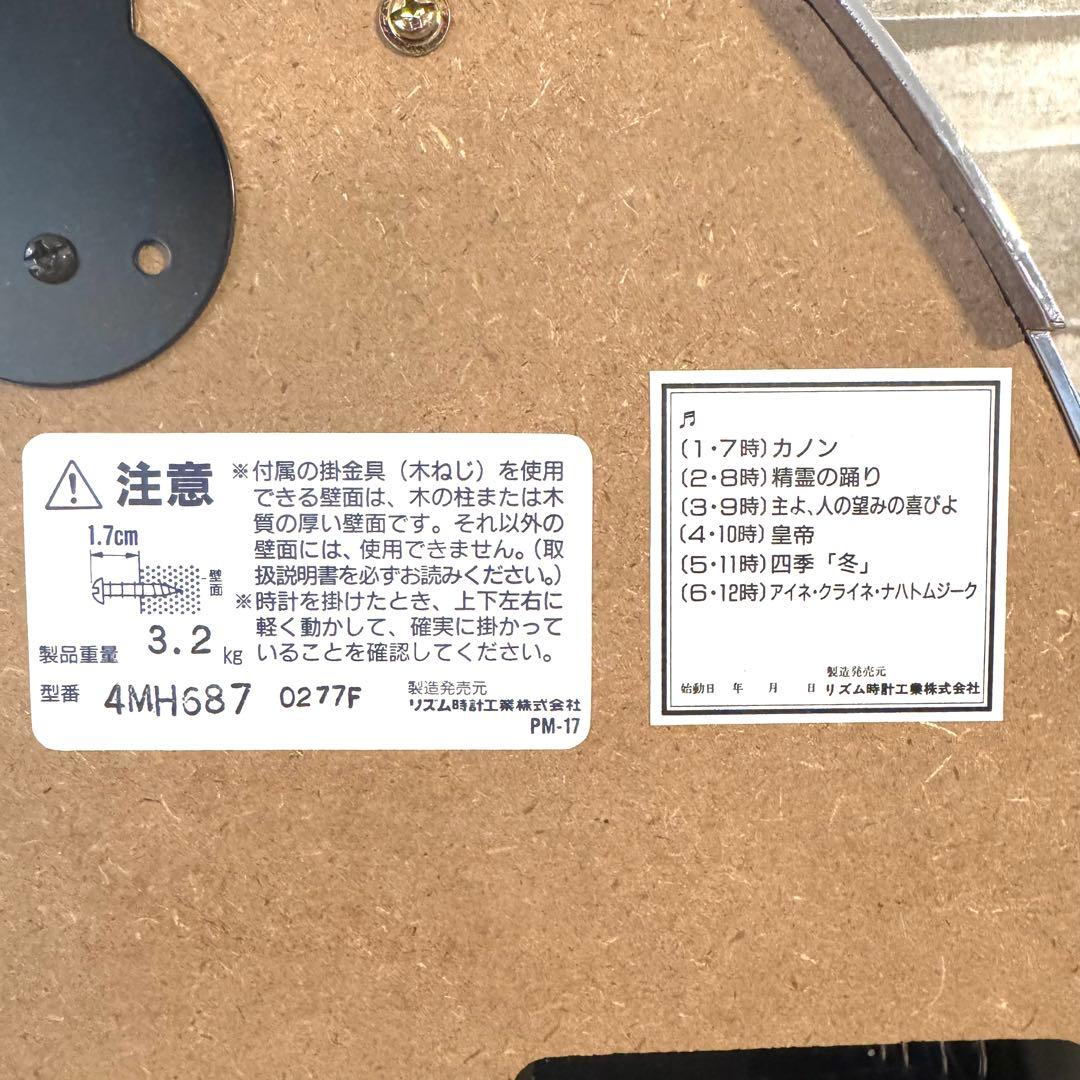 注意
※付属の掛金具（木ねじ）を使用
できる壁面は、木の柱または木
質の厚い壁面です。それ以外の
壁面には、使用できません。（取
扱説明書を必ずお読みください。）
※時計を掛けたとき、上下左右に
軽く動かして、確実に掛かって
いることを確認してください。
1.7cm
壁面
製品重量 3.2 kg
型番 4MH687 0277F
製造発売元
リズム時計工業株式会社
PM-17
♬
(1・7時)カノン
(2・8時)精霊の踊り
(3・9時)主よ、人の望みの喜びよ
(4・10時)皇帝
(5・11時)四季「冬」
(6・12時)アイネ・クライネ・ナハトムジーク
製造発売元
始動日 年 月 日 リズム時計工業株式会社